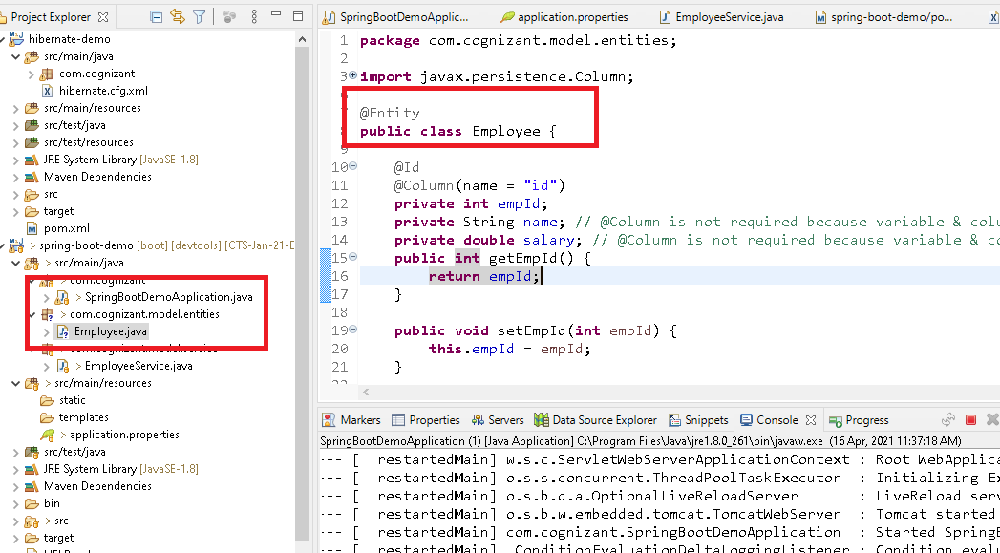 Project Explorer
hibernate-demo
src/main/java
com.cognizant
hibernate.cfg.xml
src/main/resources
src/test/java
src/test/resources
JRE System Library [JavaSE-1.8]
Maven Dependencies
src
target
pom.xml
> spring-boot-demo [boot] [devtools] [CTS-Jan-21-E
> src/main/java
> com.cognizant
> SpringBootDemoApplication.java
> com.cognizant.model.entities
Employee.java
com.cognizant.model.service
> EmployeeService.java
> src/main/resources
static
templates
> application.properties
src/test/java
JRE System Library [JavaSE-1.8]
Maven Dependencies
bin
> src
target
SpringBootDemoApplic...
application.properties
EmployeeService.java
spring-boot-demo/po...
1 package com.cognizant.model.entities;
2
3 import javax.persistence.Column;
@Entity
public class Employee {
9
10 @Id
11 @Column(name = "id")
12 private int empId;
13 private String name; // @Column is not required because variable & colu
14 private double salary; // @Column is not required because variable & co
15 public int getEmpId() {
16 return empId;
17 }
18
19 public void setEmpId(int empId) {
20 this.empId = empId;
21 }
Markers
Properties
Servers
Data Source Explorer
Snippets
Console
Progress
SpringBootDemoApplication (1) [Java Application] C:\Program Files\Java\jre1.8.0_261\bin\javaw.exe (16 Apr, 2021 11:37:18 AM)
--- [ restartedMain] w.s.c.ServletWebServerApplicationContext : Root WebApplica
--- [ restartedMain] o.s.s.concurrent.ThreadPoolTaskExecutor : Initializing Ex
--- [ restartedMain] o.s.b.d.a.OptionalLiveReloadServer : LiveReload serv
--- [ restartedMain] o.s.b.w.embedded.tomcat.TomcatWebServer : Tomcat started
--- [ restartedMain] com.cognizant.SpringBootDemoApplication : Started SpringB
--- [ restartedMain] .ConditionEvaluationDeltaLoggingListener : Condition evalu